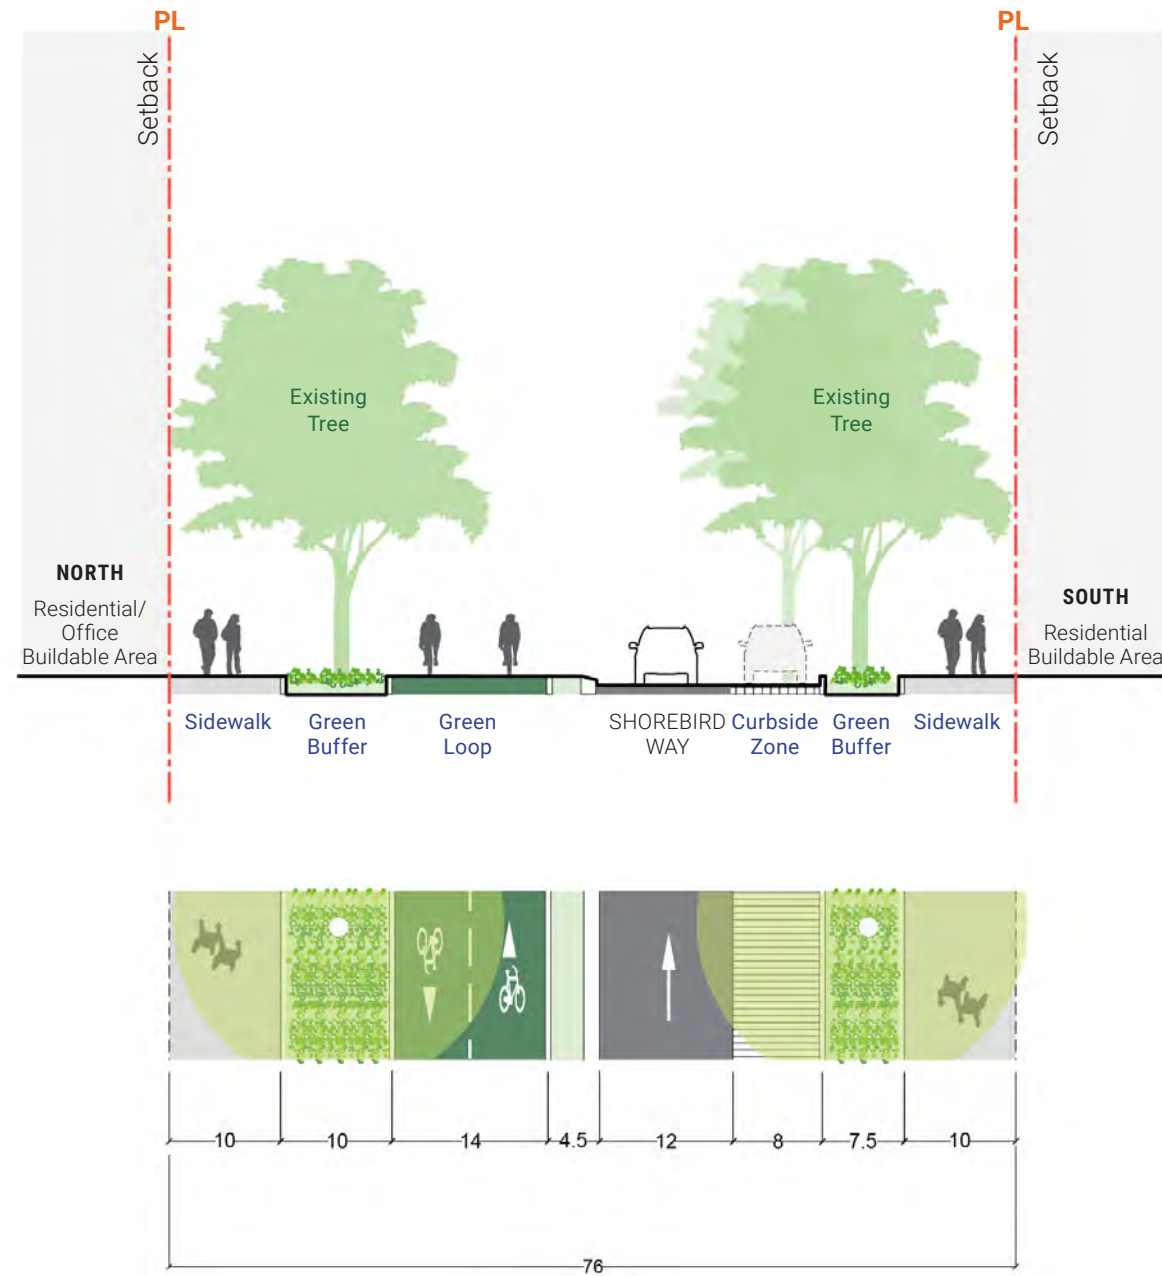 PL
PL
Setback
Setback
Existing
Tree
Existing
Tree
NORTH
Residential/
Office
Buildable Area
SOUTH
Residential
Buildable Area
Sidewalk
Green
Buffer
Green
Loop
SHOREBIRD
WAY
Curbside
Zone
Green
Buffer
Sidewalk
10
10
14
4.5
12
8
7.5
10
76